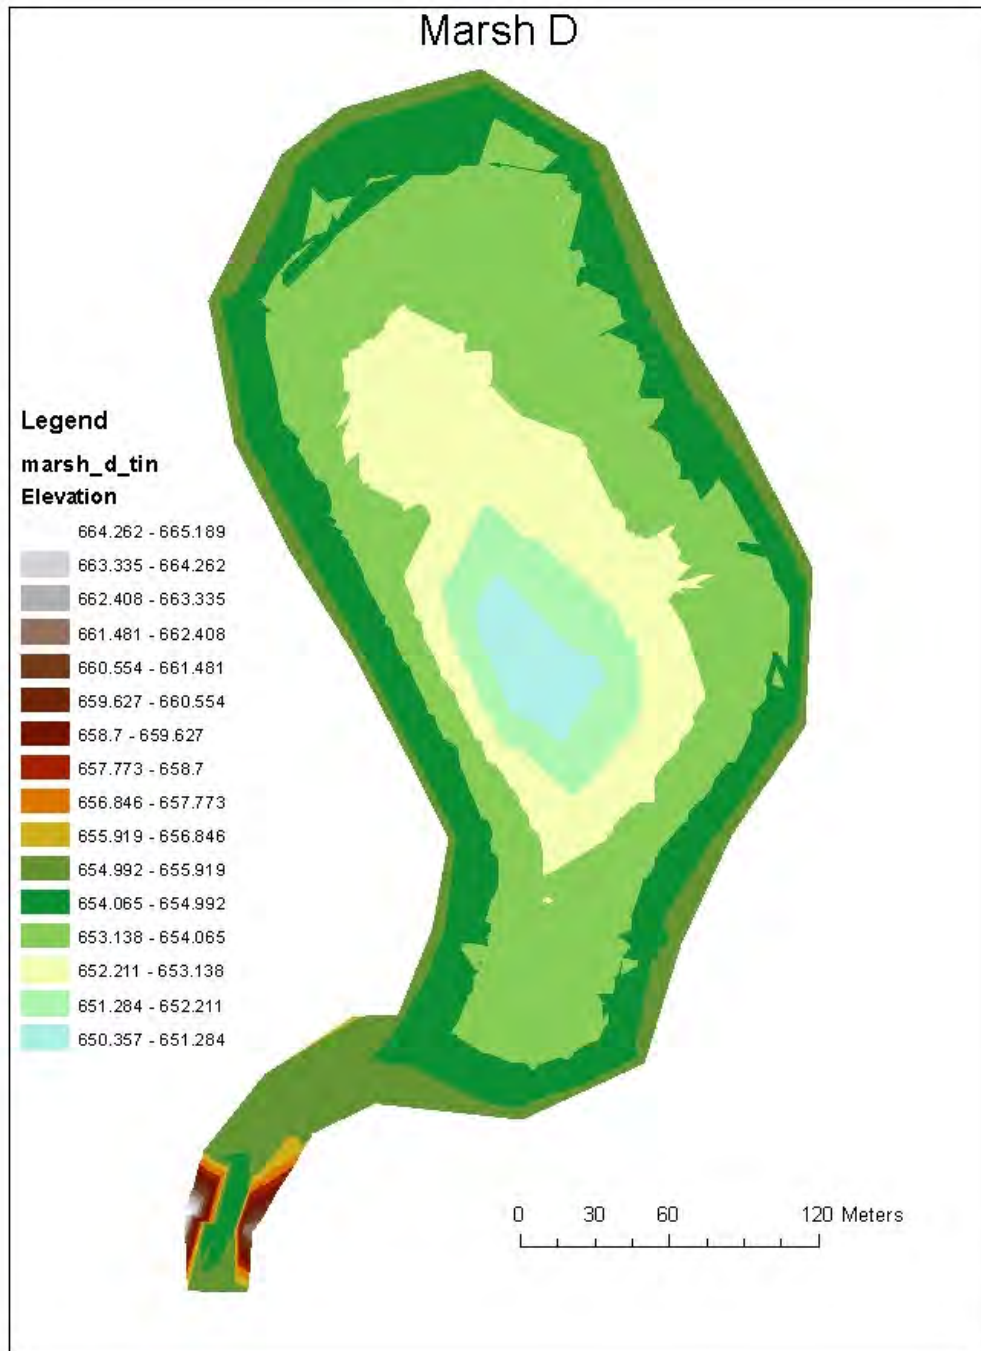 Marsh D
Legend
marsh_d_tin
Elevation
664.262 - 665.189
663.335 - 664.262
662.408 - 663.335
661.481 - 662.408
660.554 - 661.481
659.627 - 660.554
658.7 - 659.627
657.773 - 658.7
656.846 - 657.773
655.919 - 656.846
654.992 - 655.919
654.065 - 654.992
653.138 - 654.065
652.211 - 653.138
651.284 - 652.211
650.357 - 651.284
0 30 60 120 Meters